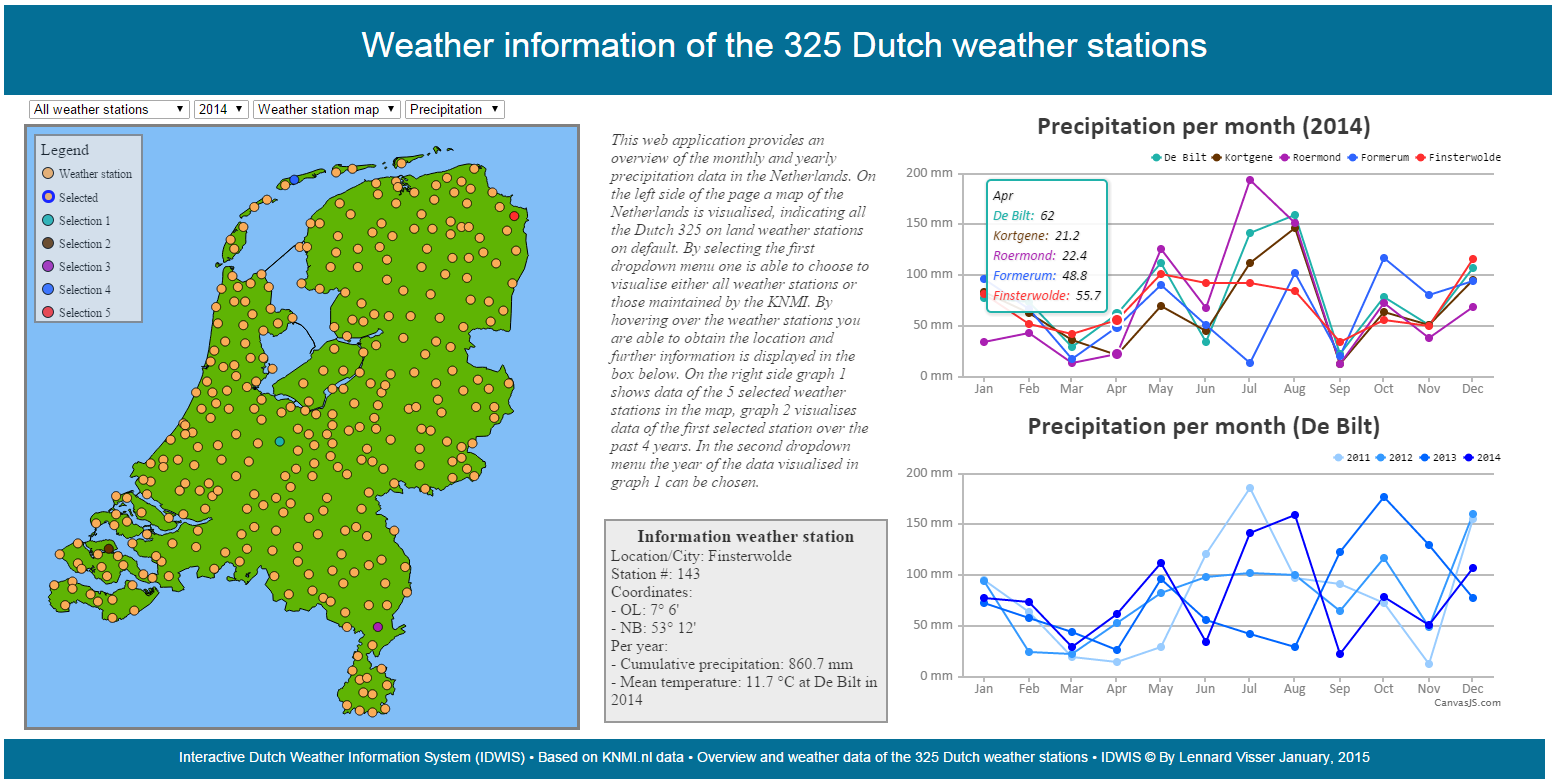 Weather information of the 325 Dutch weather stations
All weather stations
2014
Weather station map
Precipitation
Legend
Weather station
Selected
Selection 1
Selection 2
Selection 3
Selection 4
Selection 5
This web application provides an
overview of the monthly and yearly
precipitation data in the Netherlands. On
the left side of the page a map of the
Netherlands is visualised, indicating all
the Dutch 325 on land weather stations
on default. By selecting the first
dropdown menu one is able to choose to
visualise either all weather stations or
those maintained by the KNMI. By
hovering over the weather stations you
are able to obtain the location and
further information is displayed in the
box below. On the right side graph 1
shows data of the 5 selected weather
stations in the map, graph 2 visualises
data of the first selected station over the
past 4 years. In the second dropdown
menu the year of the data visualised in
graph 1 can be chosen.
Information weather station
Location/City: Finsterwolde
Station #: 143
Coordinates:
- OL: 7° 6'
- NB: 53° 12'
Per year:
- Cumulative precipitation: 860.7 mm
- Mean temperature: 11.7 °C at De Bilt in
2014
Precipitation per month (2014)
De Bilt Kortgene Roermond Formerum Finsterwolde
200 mm
150 mm
100 mm
50 mm
0 mm
Apr
De Bilt: 62
Kortgene: 21.2
Roermond: 22.4
Formerum: 48.8
Finsterwolde: 55.7
Jan Feb Mar Apr May Jun Jul Aug Sep Oct Nov Dec
Precipitation per month (De Bilt)
2011 2012 2013 2014
200 mm
150 mm
100 mm
50 mm
0 mm
Jan Feb Mar Apr May Jun Jul Aug Sep Oct Nov Dec
CanvasJS.com
Interactive Dutch Weather Information System (IDWIS) • Based on KNMI.nl data • Overview and weather data of the 325 Dutch weather stations • IDWIS © By Lennard Visser January, 2015